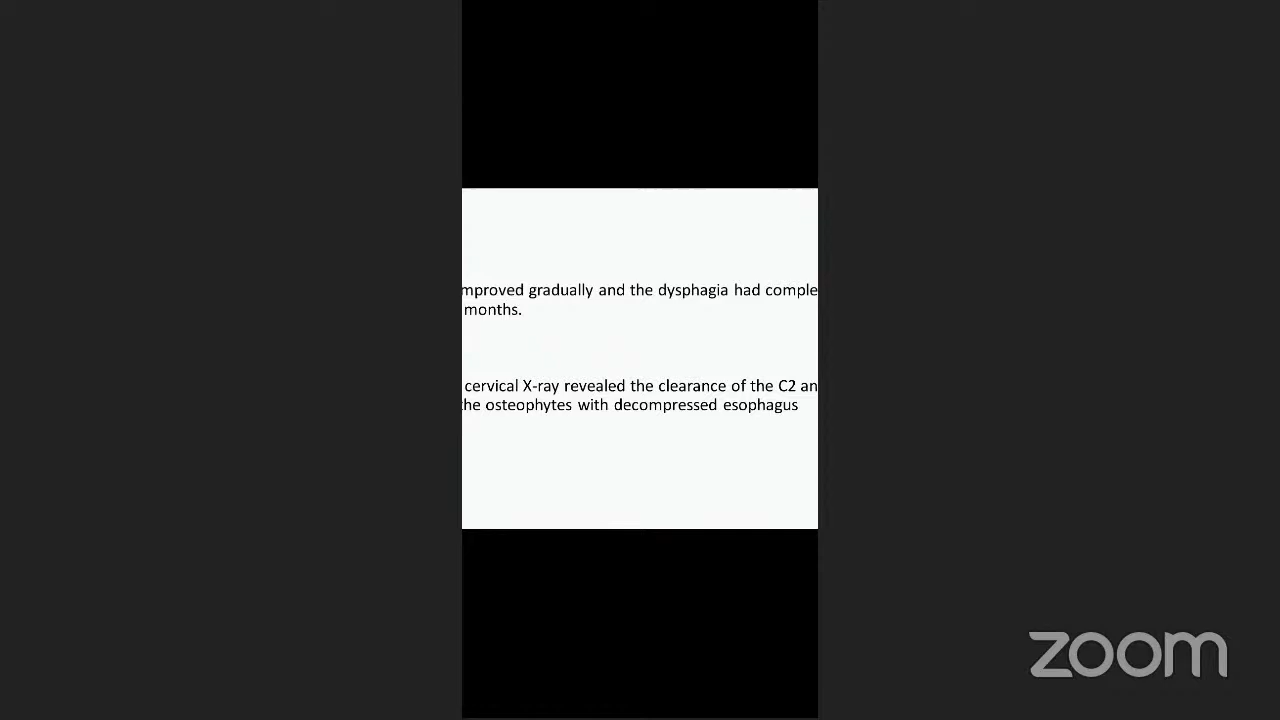 mproved gradually and the dysphagia had comple
months.
cervical X-ray revealed the clearance of the C2 an
the osteophytes with decompressed esophagus
zoom